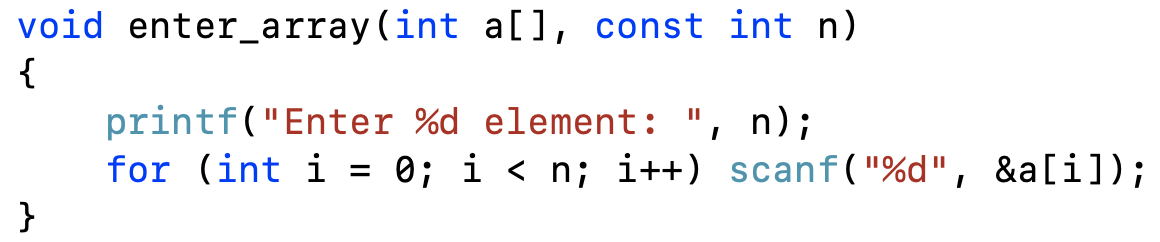 void enter_array(int a[], const int n)
{
    printf("Enter %d element: ", n);
    for (int i = 0; i < n; i++) scanf("%d", &a[i]);
}